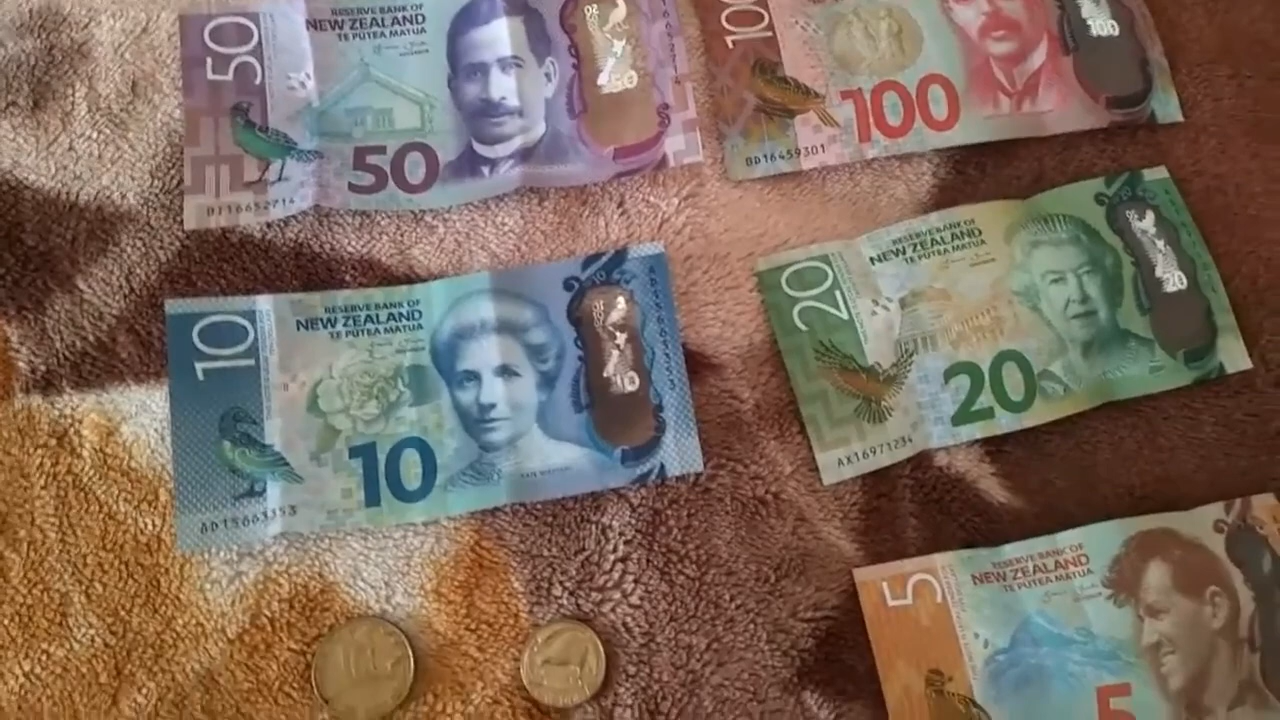 50
RESERVE BANK OF
NEW ZEALAND
TE PUTEA MATUA
50
50
100
100
100
BD16459301
10
RESERVE BANK OF
NEW ZEALAND
TE PUTEA MATUA
10
10
AD15663353
20
RESERVE BANK OF
NEW ZEALAND
TE PUTEA MATUA
20
20
AX16971234
5
RESERVE BANK OF
NEW ZEALAND
TE PUTEA MATUA
5